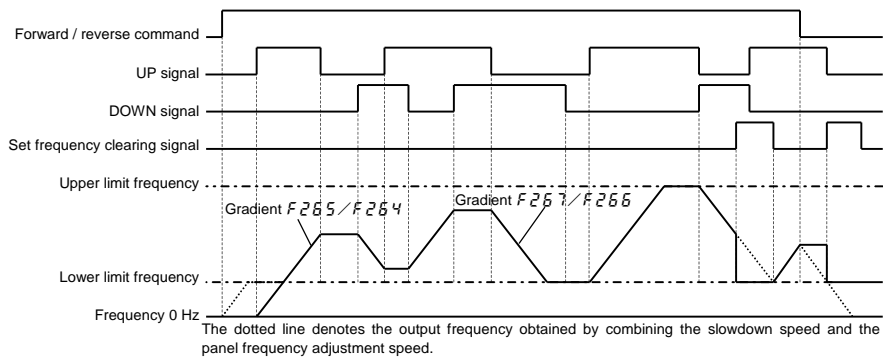 Forward / reverse command
UP signal
DOWN signal
Set frequency clearing signal
Upper limit frequency
Gradient F265/F264
Gradient F267/F266
Lower limit frequency
Frequency 0 Hz
The dotted line denotes the output frequency obtained by combining the slowdown speed and the
panel frequency adjustment speed.